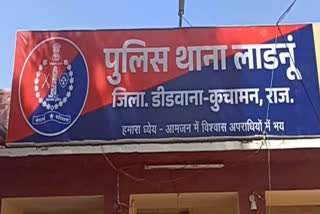 पुलिस थाना लाडनूं
जिला. डीडवाना-कुचामन, राज.
हमारा ध्येय - आमजन में विश्वास अपराधियों में भय